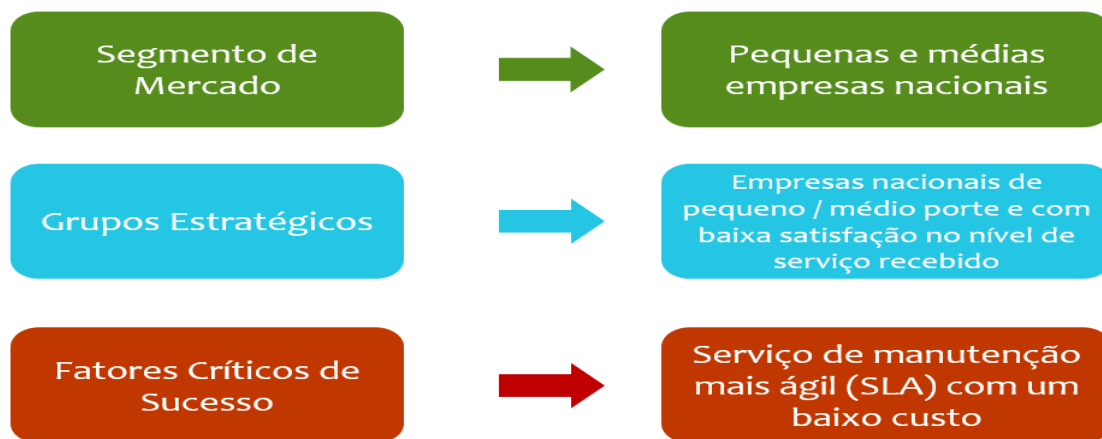 Segmento de
Mercado
Pequenas e médias
empresas nacionais
Grupos Estratégicos
Empresas nacionais de
pequeno / médio porte e com
baixa satisfação no nível de
serviço recebido
Fatores Críticos de
Sucesso
Serviço de manutenção
mais ágil (SLA) com um
baixo custo